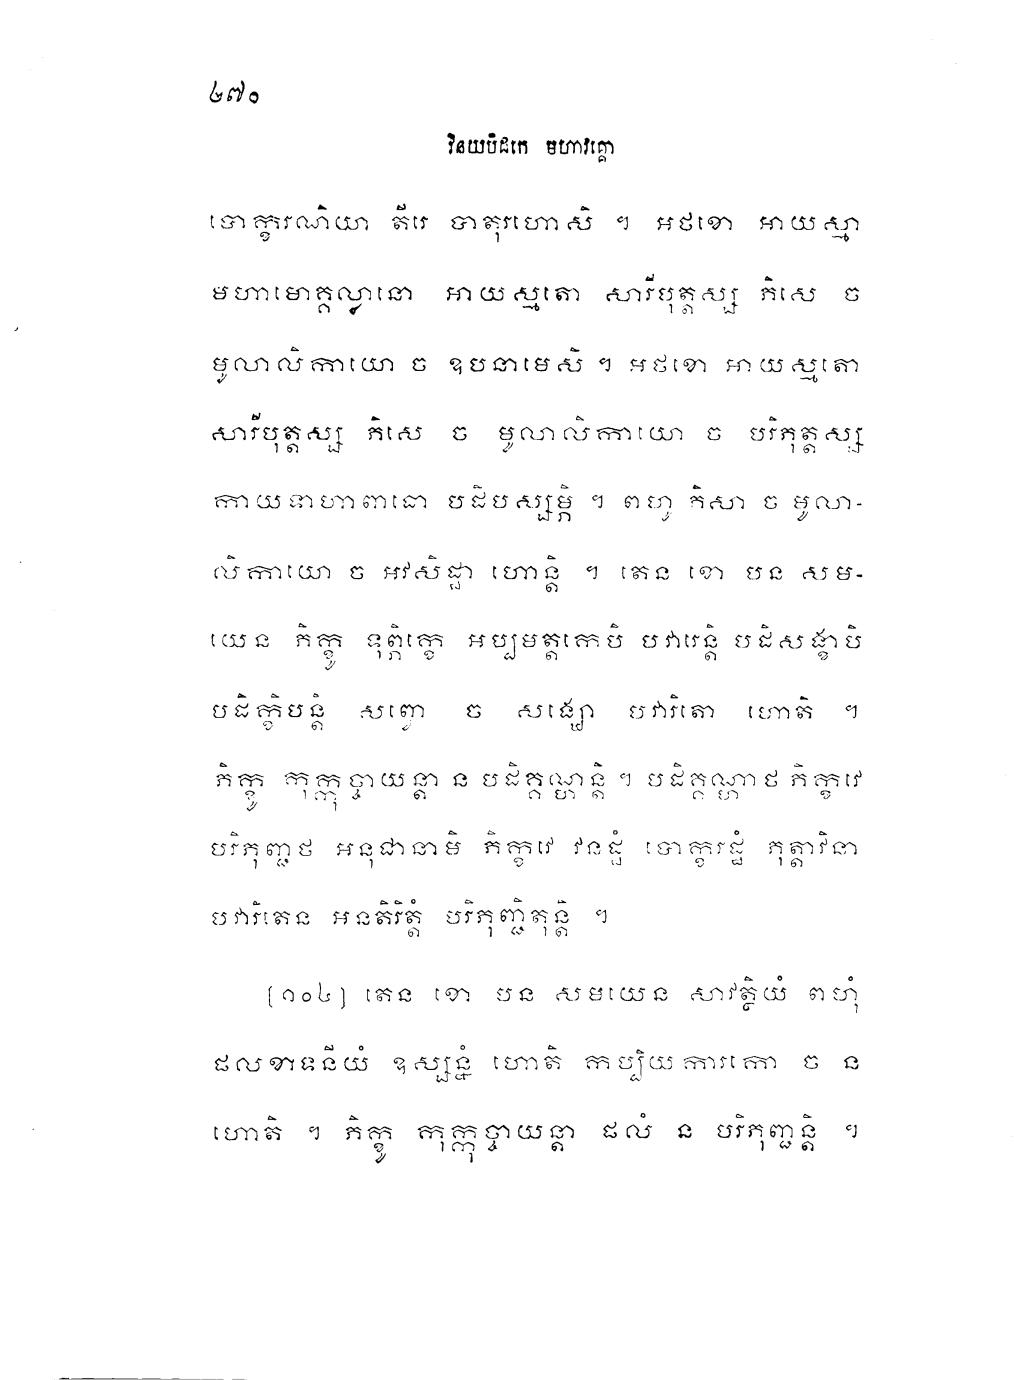 ៤៧០
វិនយបិដកេ មហាវគ្គោ
បោក្ខរណិយា តីរេ បាតុរហោសិ ។ អថខោ អាយស្មា
មហាមោគ្គល្លានោ អាយស្មតោ សារីបុត្តស្ស ភិសេ ច
មូលាលិកាយោ ច ឧបនាមេសិ ។ អថខោ អាយស្មតោ
សារីបុត្តស្ស ភិសេ ច មូលាលិកាយោ ច បរិភុត្តស្ស
កាយទាហាពាធោ បដិបស្សម្ភិ ។ ពហូ ភិសា ច មូលា-
លិកាយោ ច អវសិដ្ឋា ហោន្តិ ។ តេន ខោ បន សម-
យេន ភិក្ខូ ទុព្ភិក្ខេ អប្បមត្តកេបិ បវារេន្តិ បដិសង្ខាបិ
បដិក្ខិបន្តិ សព្វោ ច សង្ឃោ បវារិតោ ហោតិ ។
ភិក្ខូ កុក្កុច្ចាយន្តា ន បដិគ្គណ្ហន្តិ ។ បដិគ្គណ្ហាថ ភិក្ខវេ
បរិភុញ្ជថ អនុជានាមិ ភិក្ខវេ វនដ្ឋំ បោក្ខរដ្ឋំ ភុត្តាវិនា
បវារិតេន អនតិរិត្តំ បរិភុញ្ជិតុន្តិ ។
[១០៤] តេន ខោ បន សមយេន សាវត្ថិយំ ពហុំ
ផលខាទនីយំ ឧស្សន្នំ ហោតិ កប្បិយការកោ ច ន
ហោតិ ។ ភិក្ខូ កុក្កុច្ចាយន្តា ផលំ ន បរិភុញ្ជន្តិ ។